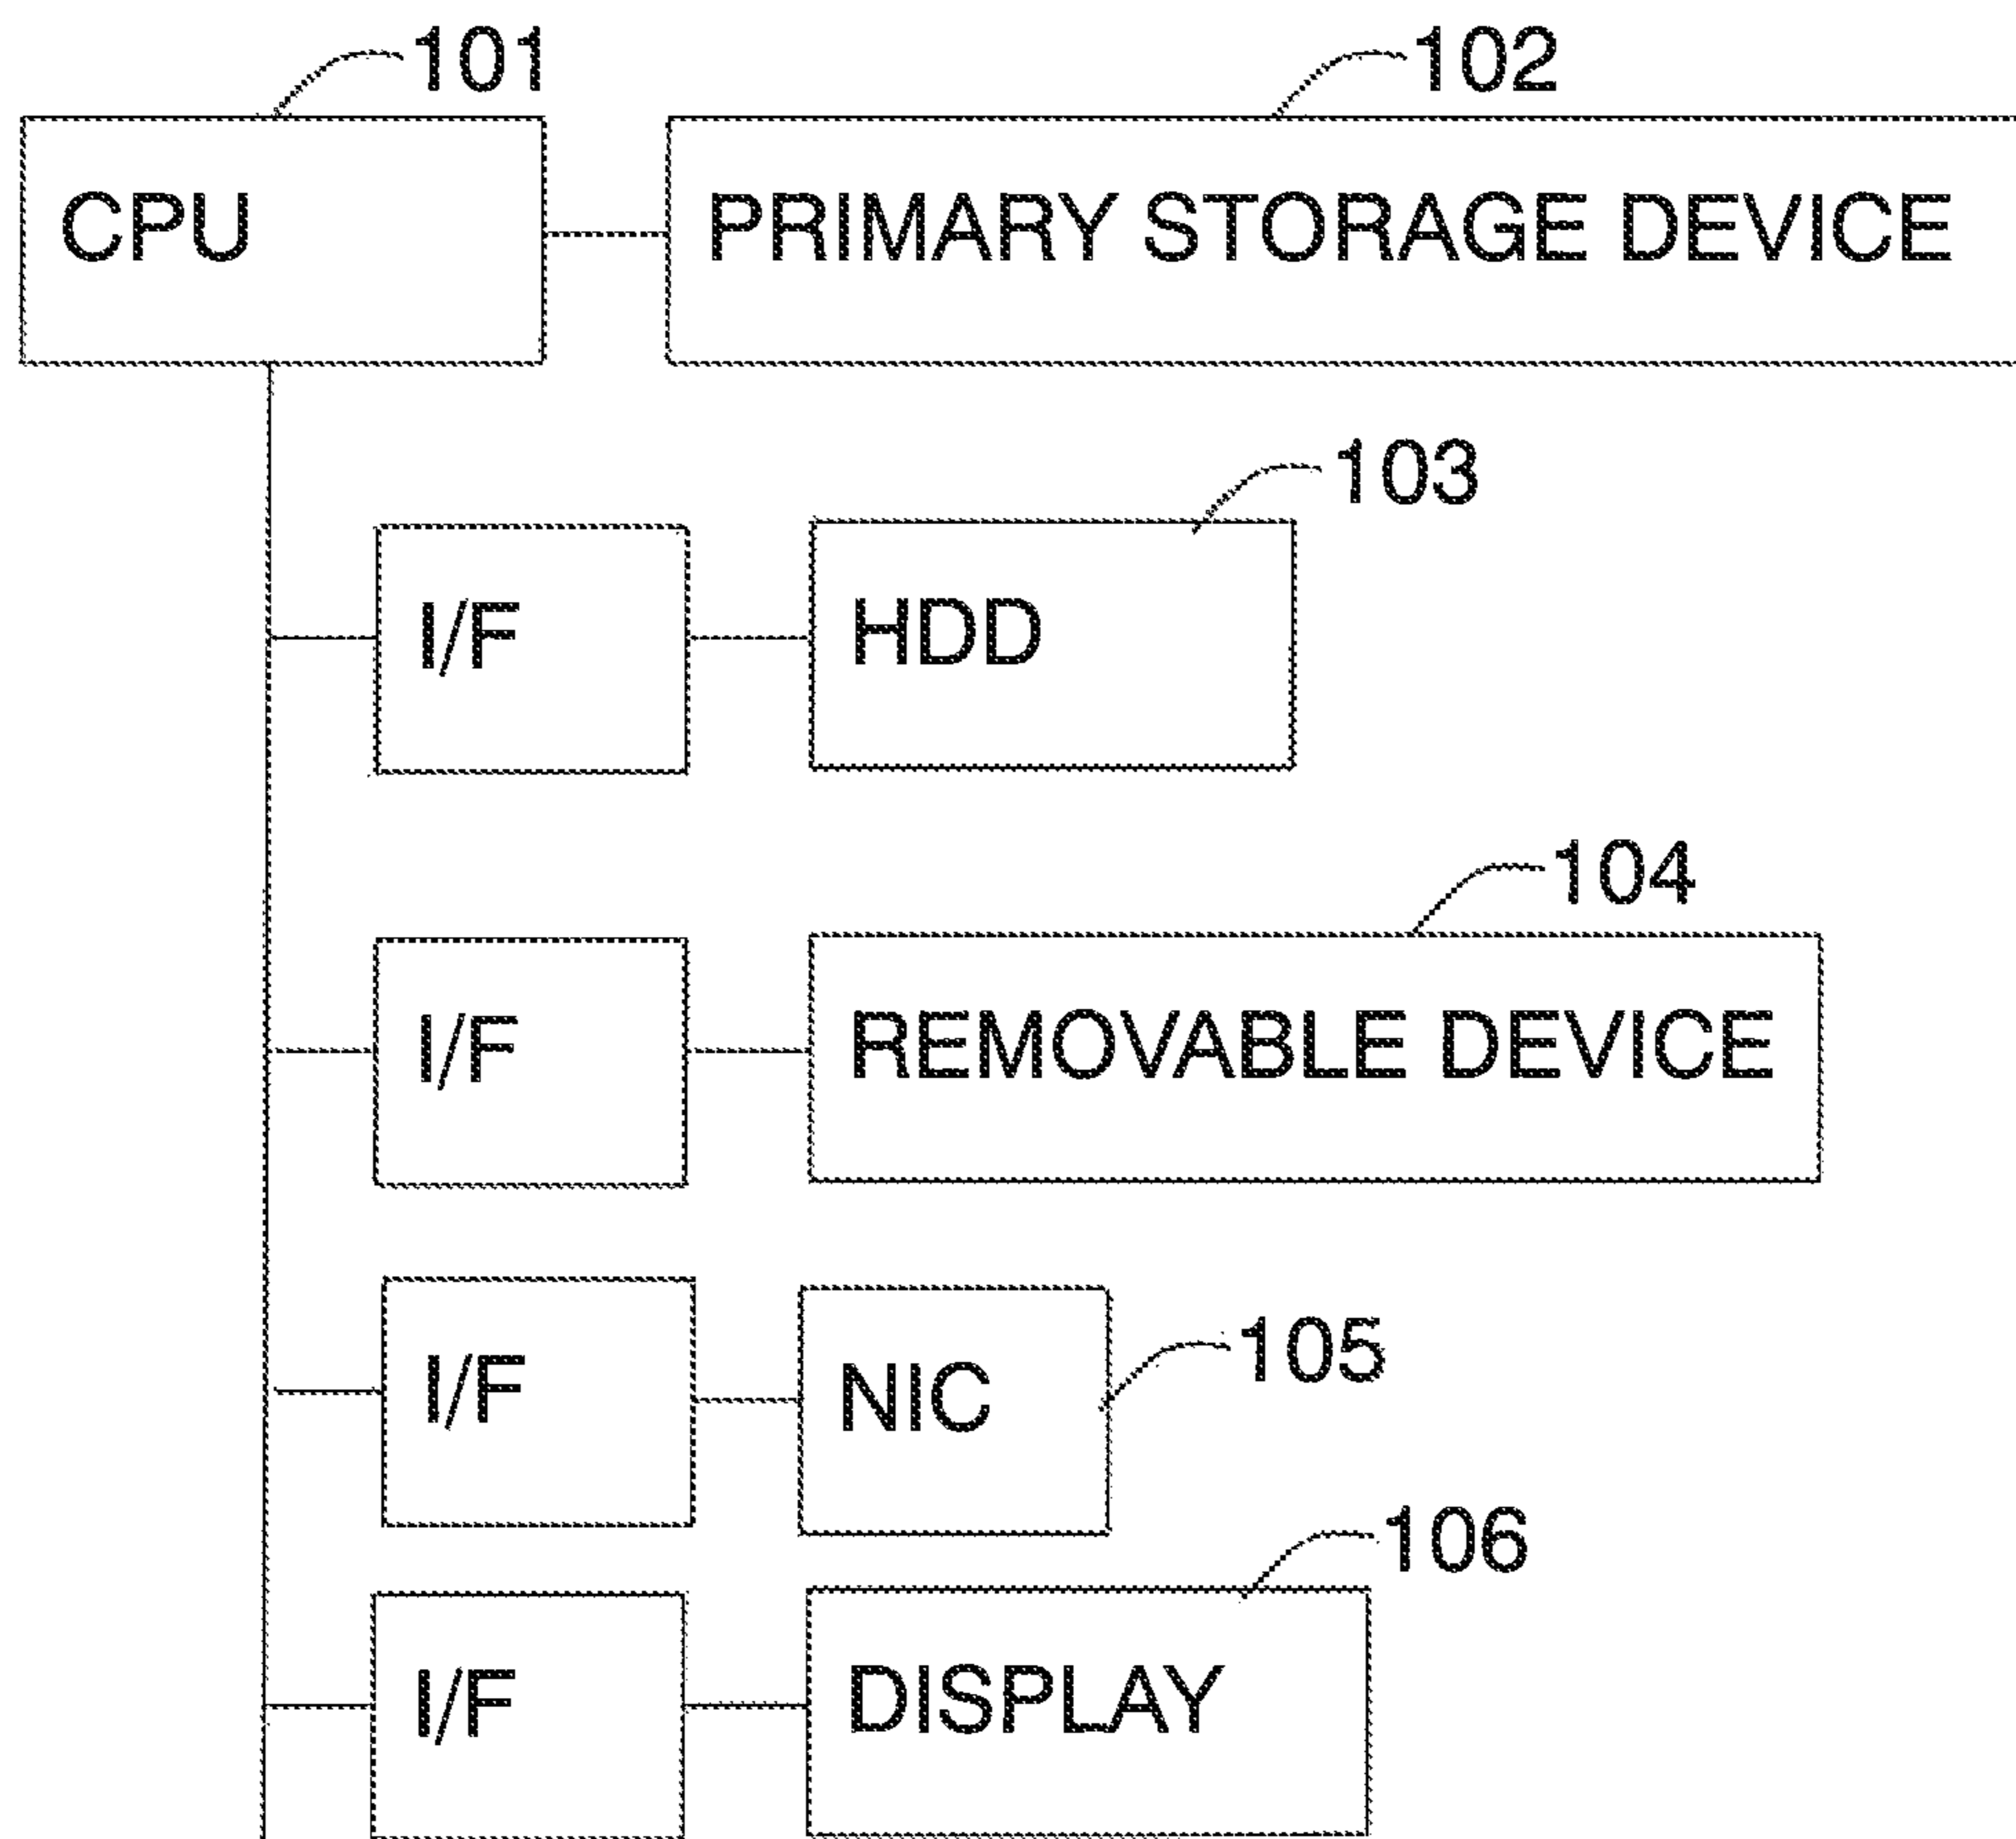 101
102
CPU
PRIMARY STORAGE DEVICE
103
I/F
HDD
104
I/F
REMOVABLE DEVICE
105
I/F
NIC
106
I/F
DISPLAY